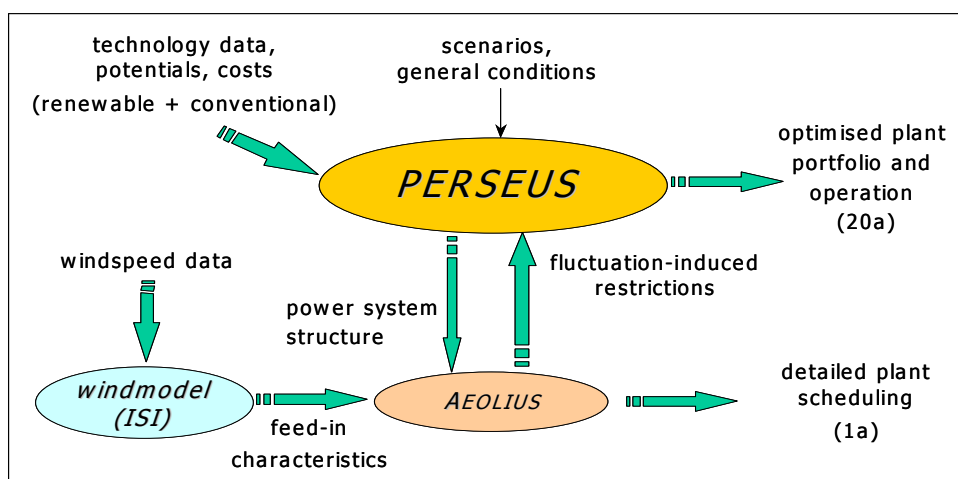 technology data,
potentials, costs
(renewable + conventional)
scenarios,
general conditions
PERSEUS
optimised plant
portfolio and
operation
(20a)
windspeed data
fluctuation-induced
restrictions
power system
structure
windmodel
(ISI)
feed-in
characteristics
AEOLIUS
detailed plant
scheduling
(1a)